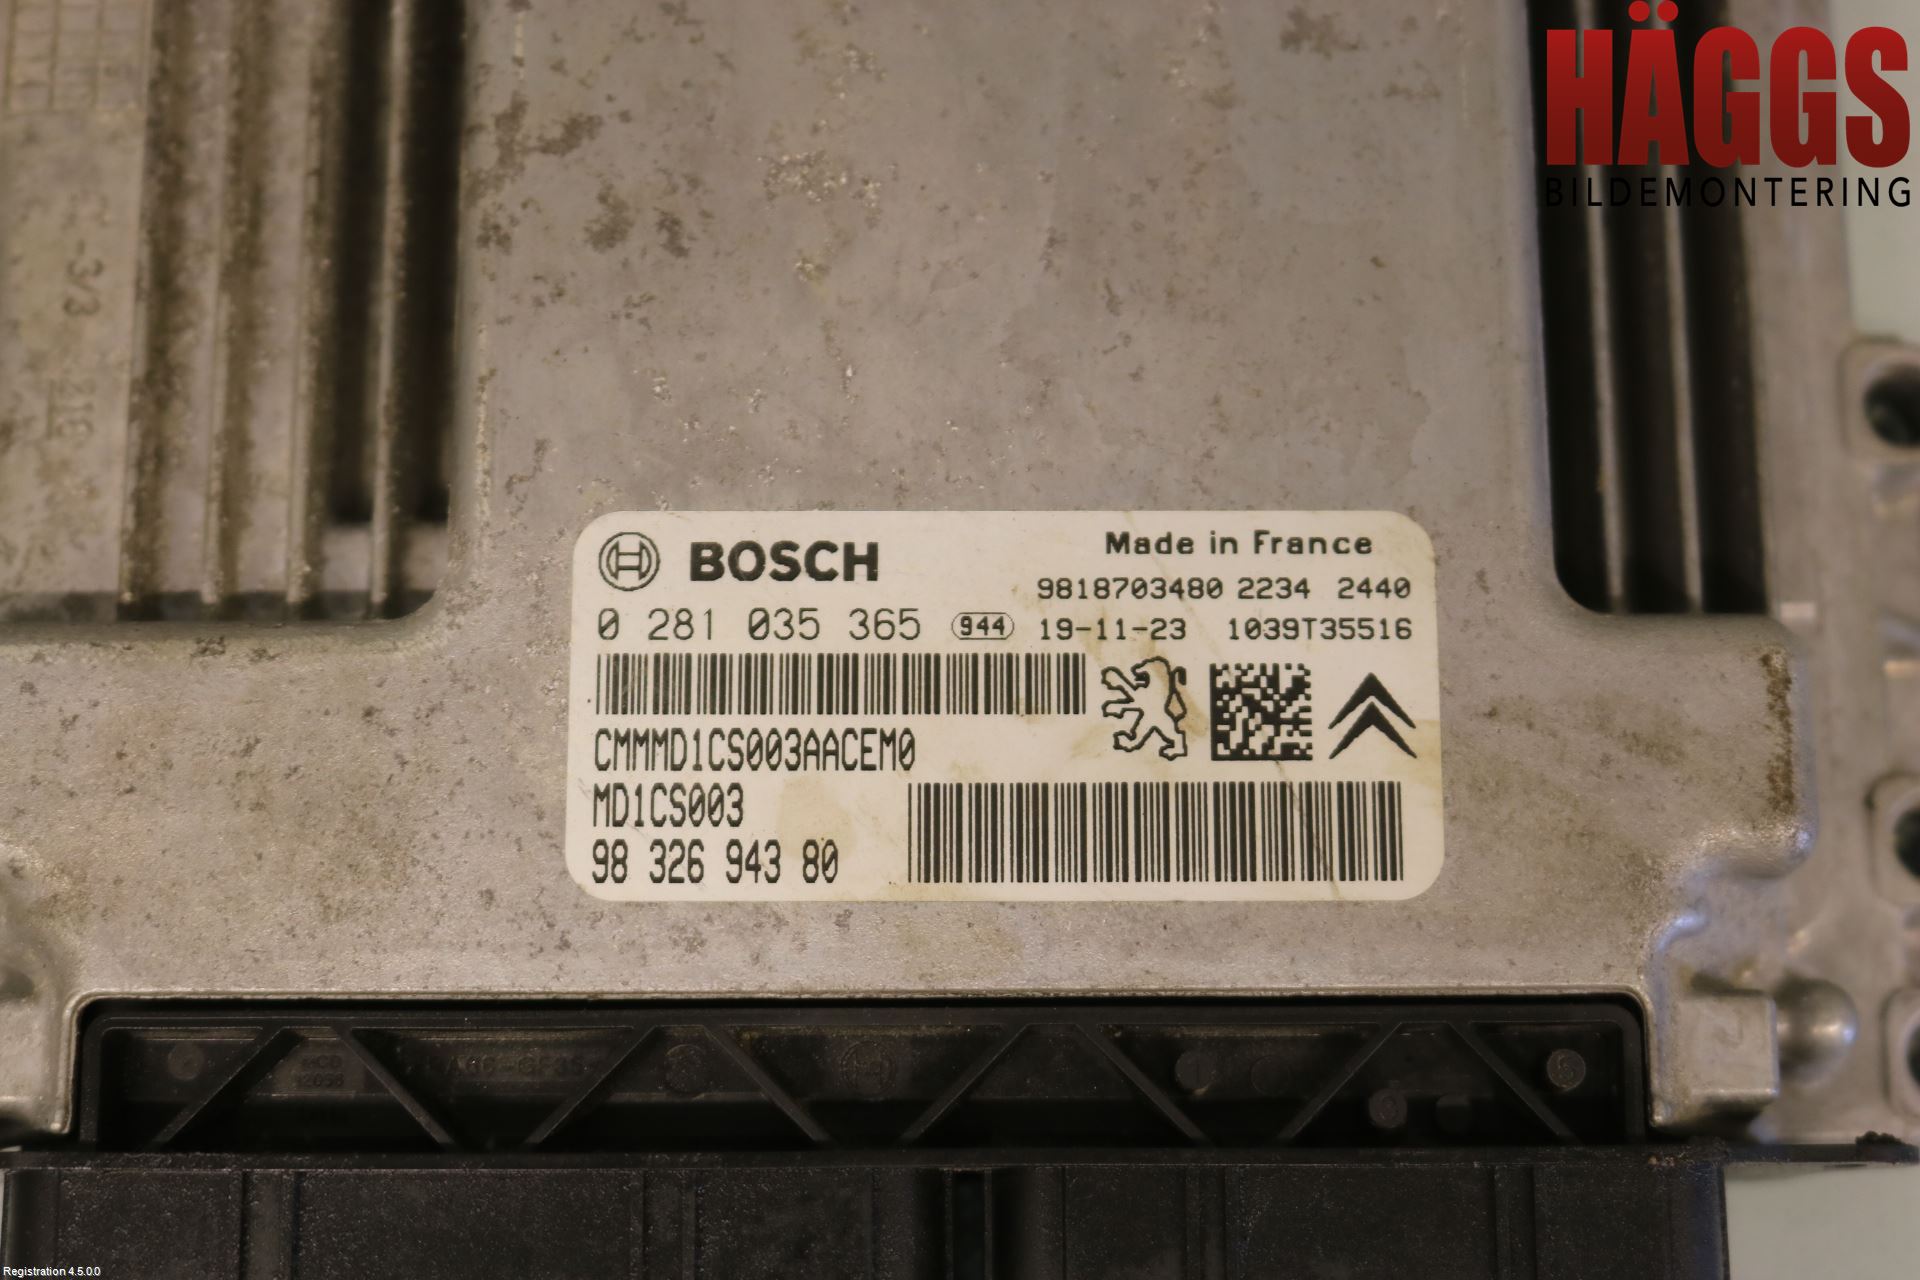 HÄGGS
BILDEMONTERING
BOSCH
Made in France
9818703480 2234 2440
0 281 035 365 944 19-11-23 1039T35516
CMMMD1CS003AACEM0
MD1CS003
98 326 943 80
Registration 4.5.0.0